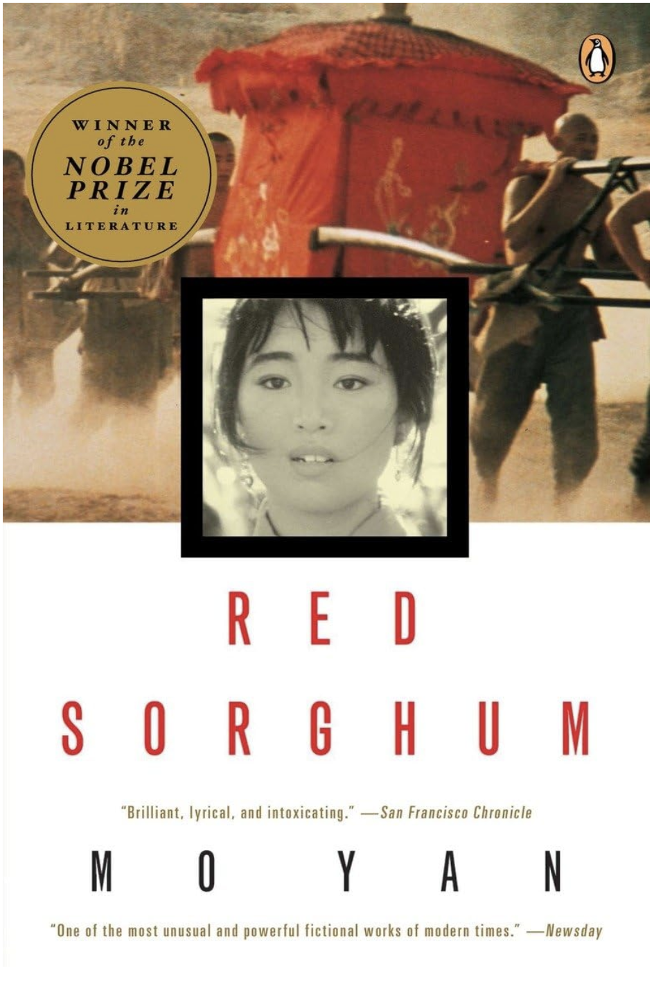 WINNER
of the
NOBEL
PRIZE
in
LITERATURE
RED
SORGHUM
“Brilliant, lyrical, and intoxicating.” —San Francisco Chronicle
MO YAN
“One of the most unusual and powerful fictional works of modern times.” —Newsday